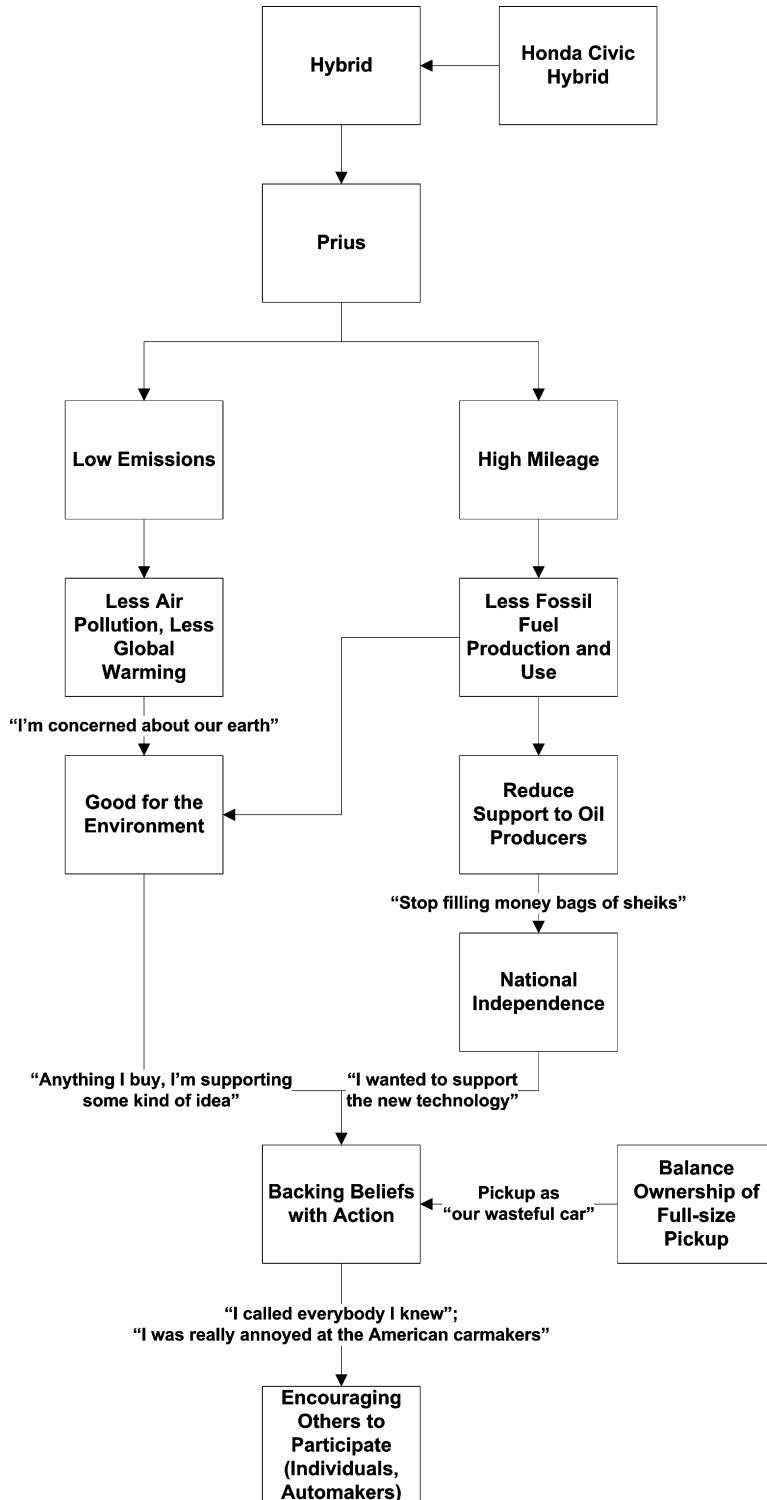 Hybrid
Honda Civic
Hybrid
Prius
Low Emissions
High Mileage
Less Air
Pollution, Less
Global
Warming
Less Fossil
Fuel
Production and
Use
“I’m concerned about our earth”
Good for the
Environment
Reduce
Support to Oil
Producers
“Stop filling money bags of sheiks”
National
Independence
“Anything I buy, I’m supporting
some kind of idea”
“I wanted to support
the new technology”
Backing Beliefs
with Action
Pickup as
“our wasteful car”
Balance
Ownership of
Full-size
Pickup
“I called everybody I knew”;
“I was really annoyed at the American carmakers”
Encouraging
Others to
Participate
(Individuals,
Automakers)